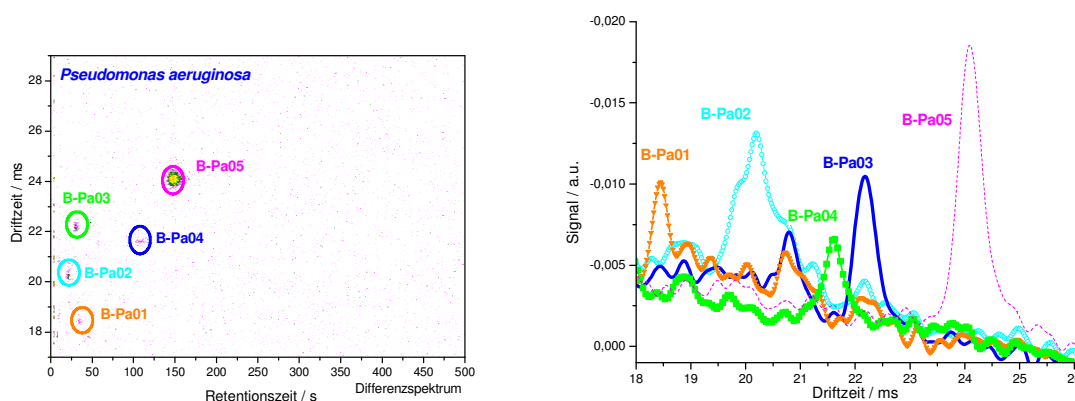 Pseudomonas aeruginosa
28
26
24
22
20
18
Driftzeit / ms
B-Pa05
B-Pa03
B-Pa04
B-Pa02
B-Pa01
0 50 100 150 200 250 300 350 400 450 500
Retentionszeit / s
Differenzspektrum
-0,020
-0,015
-0,010
-0,005
0,000
Signal / a.u.
B-Pa02
B-Pa05
B-Pa01
B-Pa03
B-Pa04
18 19 20 21 22 23 24 25 26
Driftzeit / ms